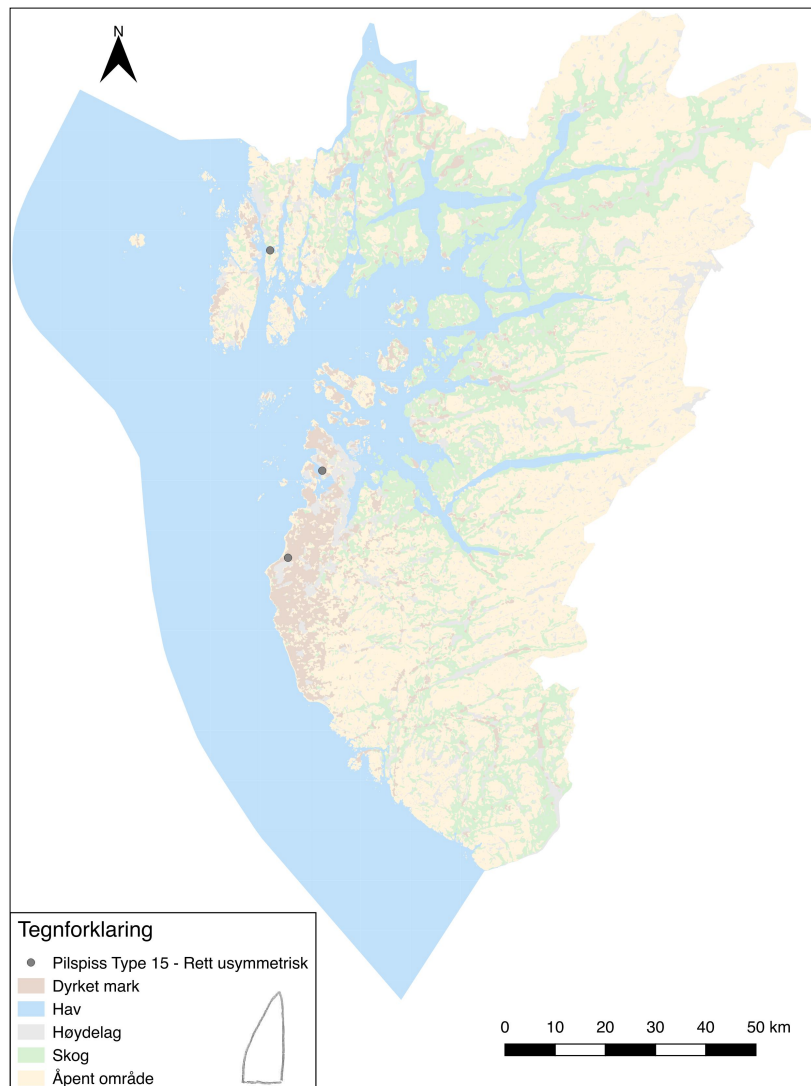 N
Tegnforklaring
Pilspiss Type 15 - Rett usymmetrisk
Dyrket mark
Hav
Høydelag
Skog
Åpent område
0 10 20 30 40 50 km